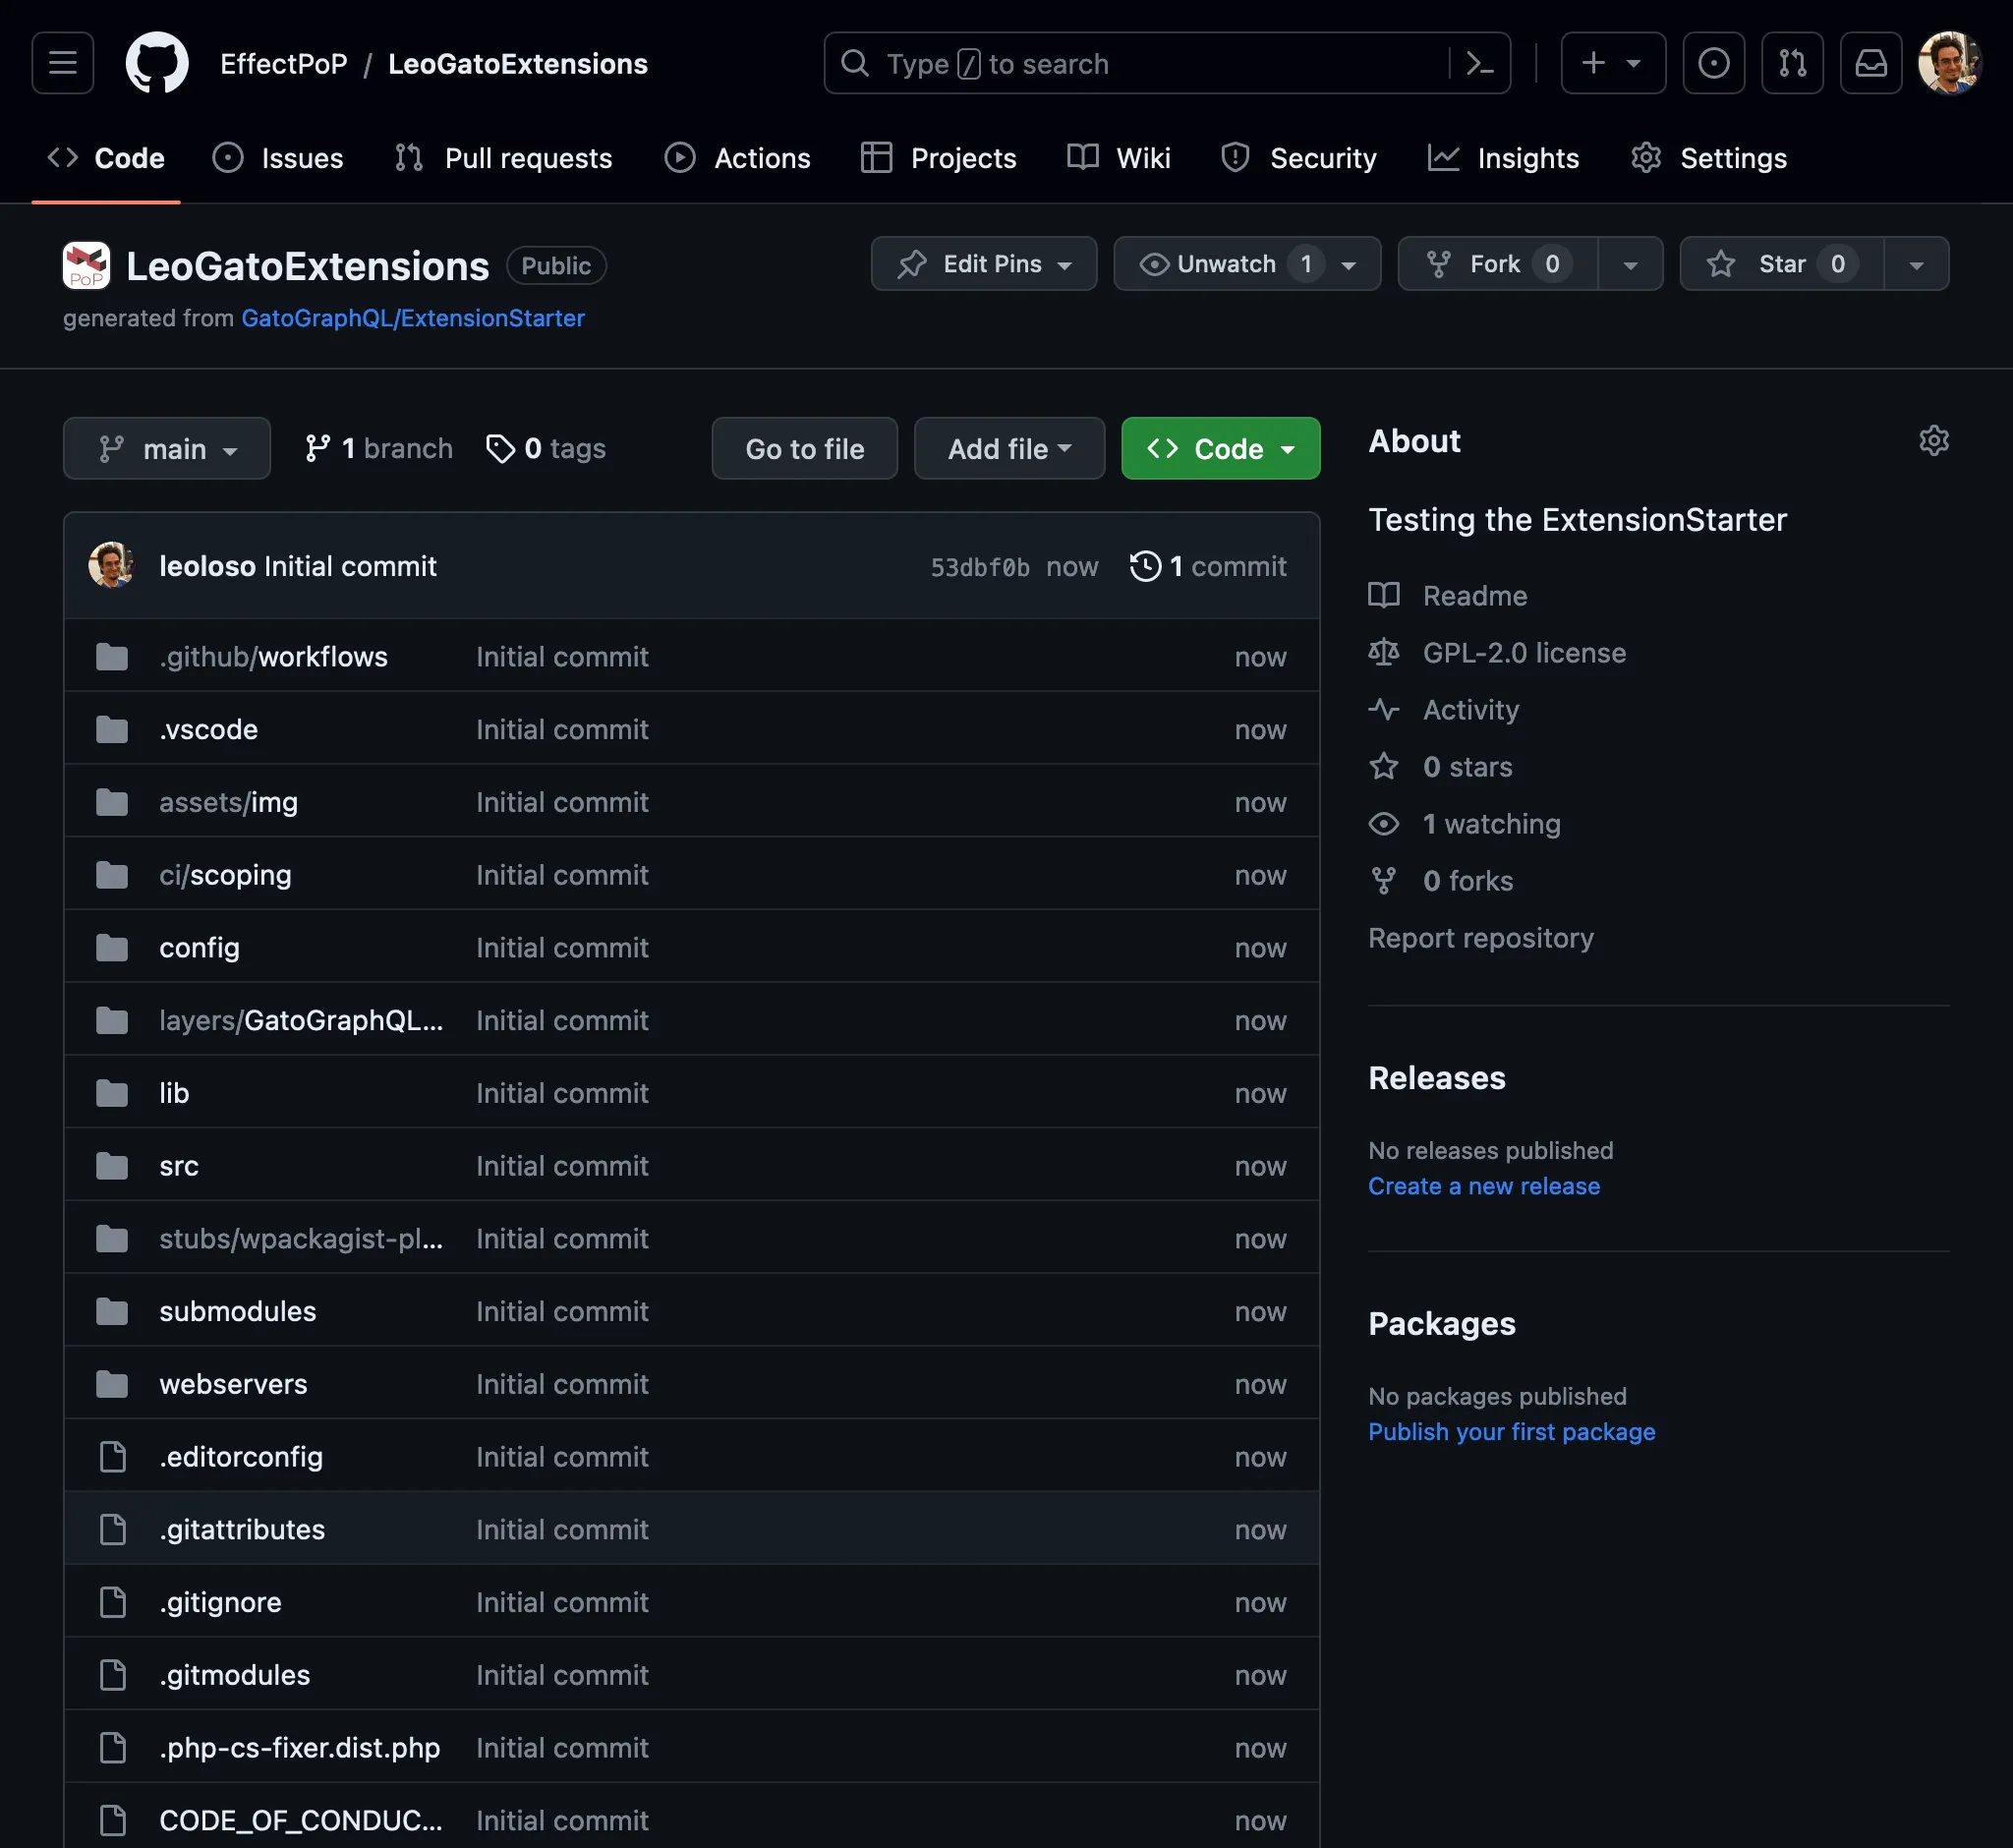 EffectPoP / LeoGatoExtensions
Type / to search
Code Issues Pull requests Actions Projects Wiki Security Insights Settings
PoP LeoGatoExtensions Public
Edit Pins Unwatch 1 Fork 0 Star 0
generated from GatoGraphQL/ExtensionStarter
main 1 branch 0 tags Go to file Add file Code
leoloso Initial commit 53dbf0b now 1 commit
.github/workflows Initial commit now
.vscode Initial commit now
assets/img Initial commit now
ci/scoping Initial commit now
config Initial commit now
layers/GatoGraphQL... Initial commit now
lib Initial commit now
src Initial commit now
stubs/wpackagist-pl... Initial commit now
submodules Initial commit now
webservers Initial commit now
.editorconfig Initial commit now
.gitattributes Initial commit now
.gitignore Initial commit now
.gitmodules Initial commit now
.php-cs-fixer.dist.php Initial commit now
CODE_OF_CONDUC... Initial commit now
About
Testing the ExtensionStarter
Readme
GPL-2.0 license
Activity
0 stars
1 watching
0 forks
Report repository
Releases
No releases published
Create a new release
Packages
No packages published
Publish your first package